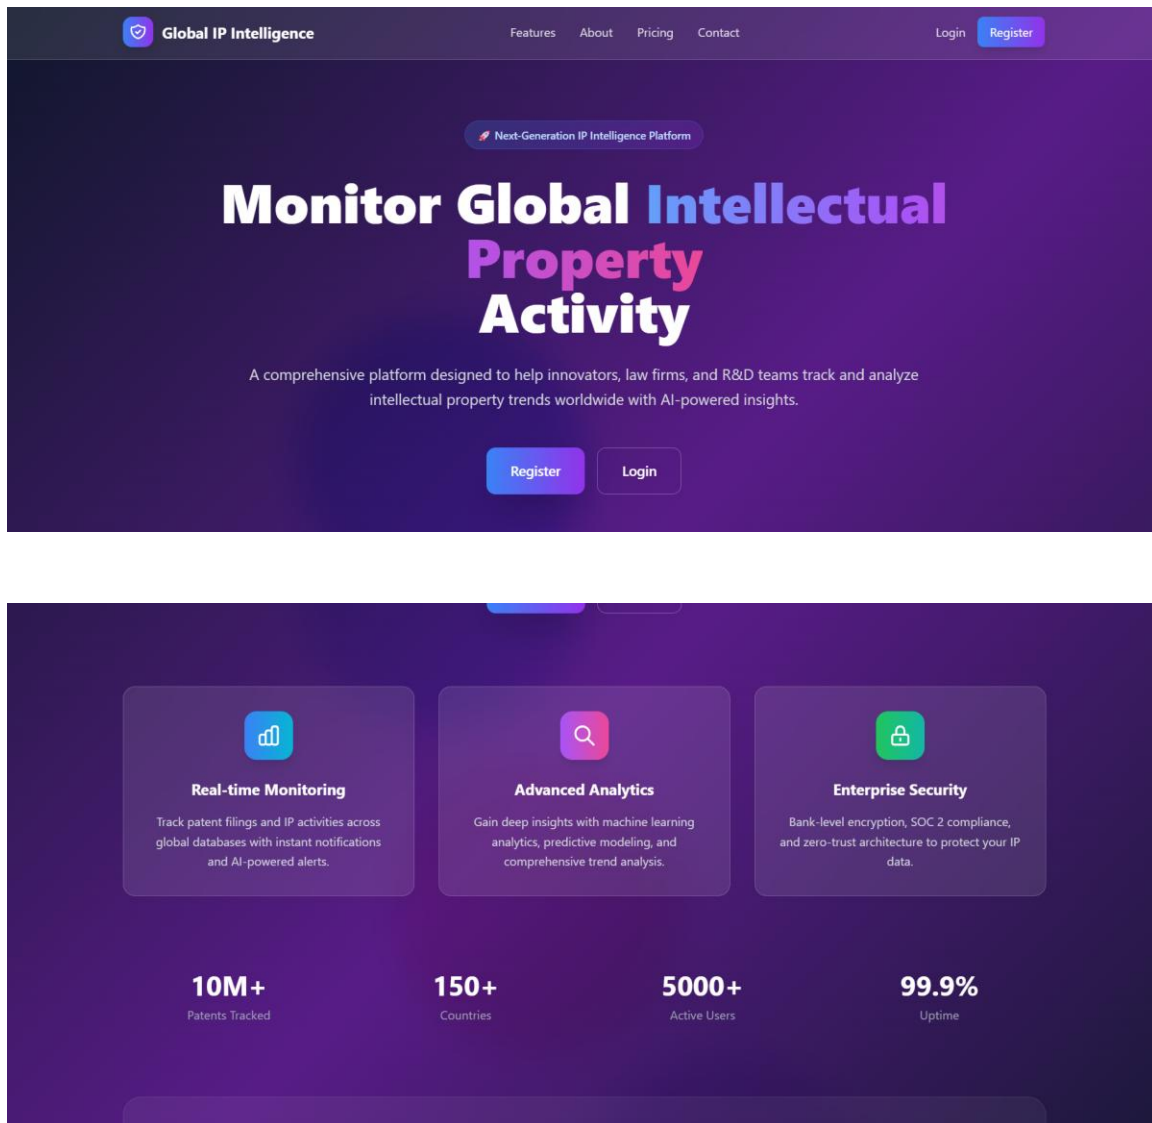 Global IP Intelligence
Features About Pricing Contact
Login Register
🚀 Next-Generation IP Intelligence Platform
Monitor Global Intellectual
Property
Activity
A comprehensive platform designed to help innovators, law firms, and R&D teams track and analyze
intellectual property trends worldwide with AI-powered insights.
Register Login
Real-time Monitoring
Track patent filings and IP activities across
global databases with instant notifications
and AI-powered alerts.
Advanced Analytics
Gain deep insights with machine learning
analytics, predictive modeling, and
comprehensive trend analysis.
Enterprise Security
Bank-level encryption, SOC 2 compliance,
and zero-trust architecture to protect your IP
data.
10M+
Patents Tracked
150+
Countries
5000+
Active Users
99.9%
Uptime